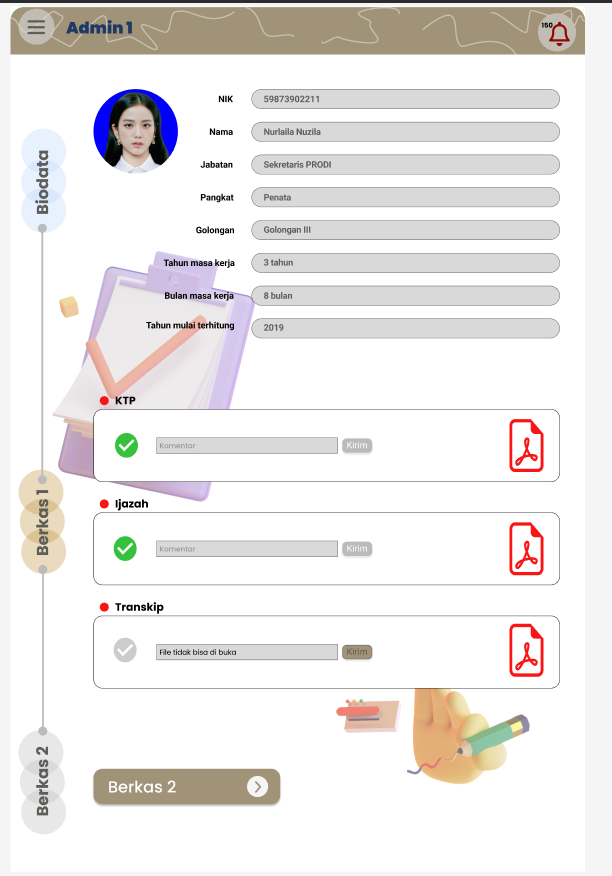 Admin 1
150
NIK 59873902211
Nama Nurlaila Nuzila
Jabatan Sekretaris PRODI
Pangkat Penata
Golongan Golongan III
Tahun masa kerja 3 tahun
Bulan masa kerja 8 bulan
Tahun mulai terhitung 2019
Biodata
KTP
Komentar Kirim
Berkas 1
Ijazah
Komentar Kirim
Transkip
File tidak bisa di buka Kirim
Berkas 2
Berkas 2